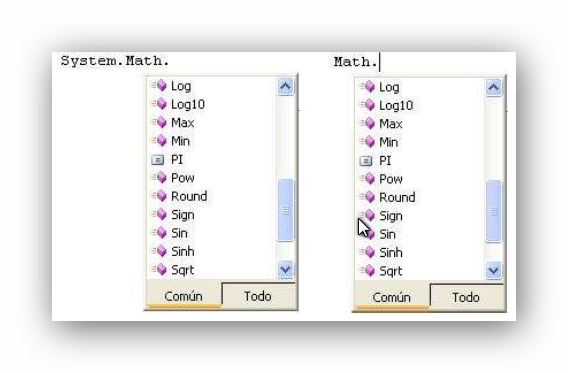 System.Math.
Log
Log10
Max
Min
PI
Pow
Round
Sign
Sin
Sinh
Sqrt
Común Todo
Math.
Log
Log10
Max
Min
PI
Pow
Round
Sign
Sin
Sinh
Sqrt
Común Todo